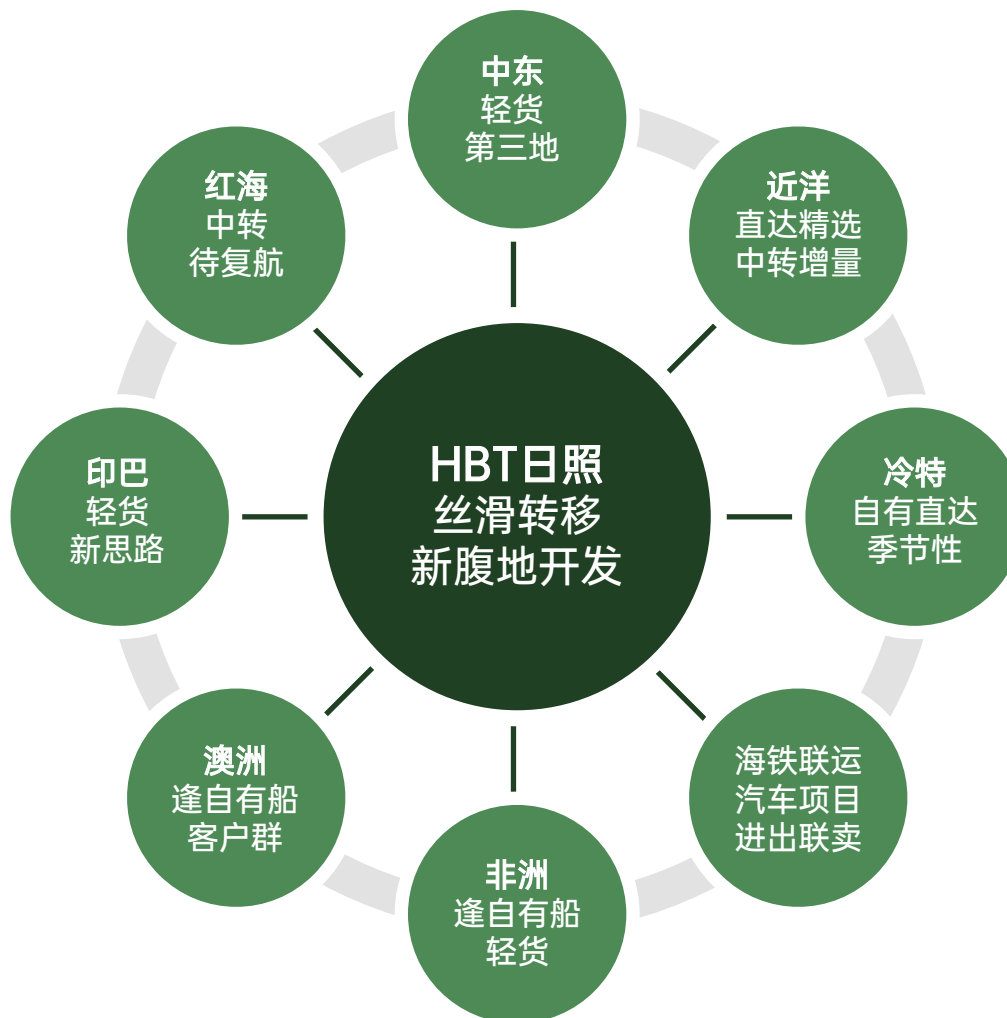 中东
轻货
第三地
近洋
直达精选
中转增量
冷特
自有直达
季节性
海铁联运
汽车项目
进出联卖
非洲
逢自有船
轻货
澳洲
逢自有船
客户群
印巴
轻货
新思路
红海
中转
待复航
HBT日照
丝滑转移
新腹地开发